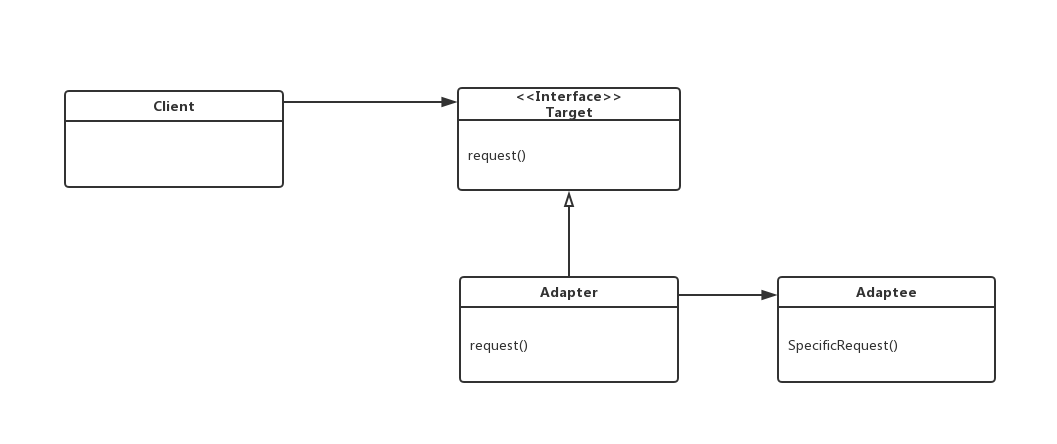 Client
<<Interface>>
Target
request()
Adapter
request()
Adaptee
SpecificRequest()